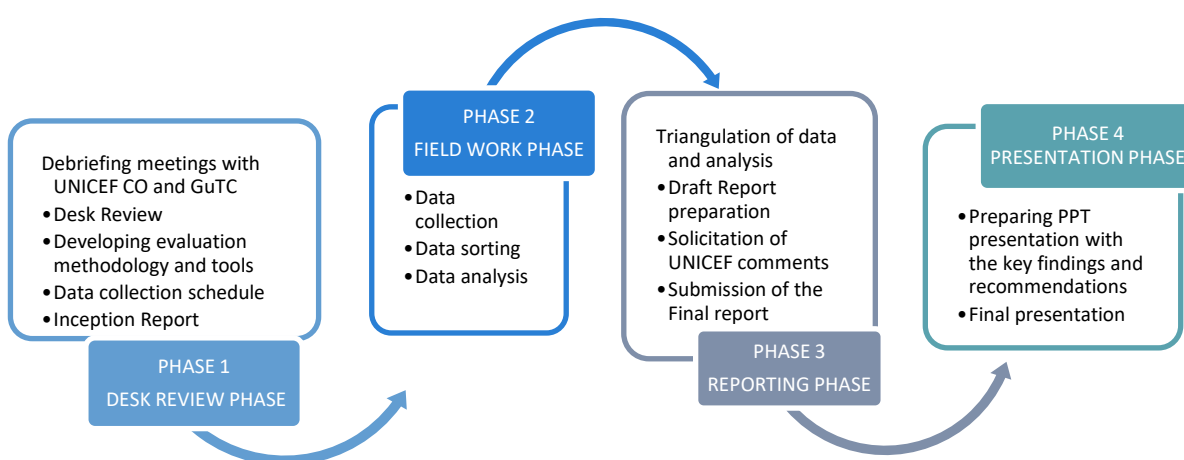 Debriefing meetings with
UNICEF CO and GuTC
•Desk Review
•Developing evaluation
methodology and tools
•Data collection schedule
•Inception Report
PHASE 1
DESK REVIEW PHASE
PHASE 2
FIELD WORK PHASE
•Data
collection
•Data sorting
•Data analysis
Triangulation of data
and analysis
•Draft Report
preparation
•Solicitation of
UNICEF comments
•Submission of the
Final report
PHASE 3
REPORTING PHASE
PHASE 4
PRESENTATION PHASE
•Preparing PPT
presentation with
the key findings and
recommendations
•Final presentation